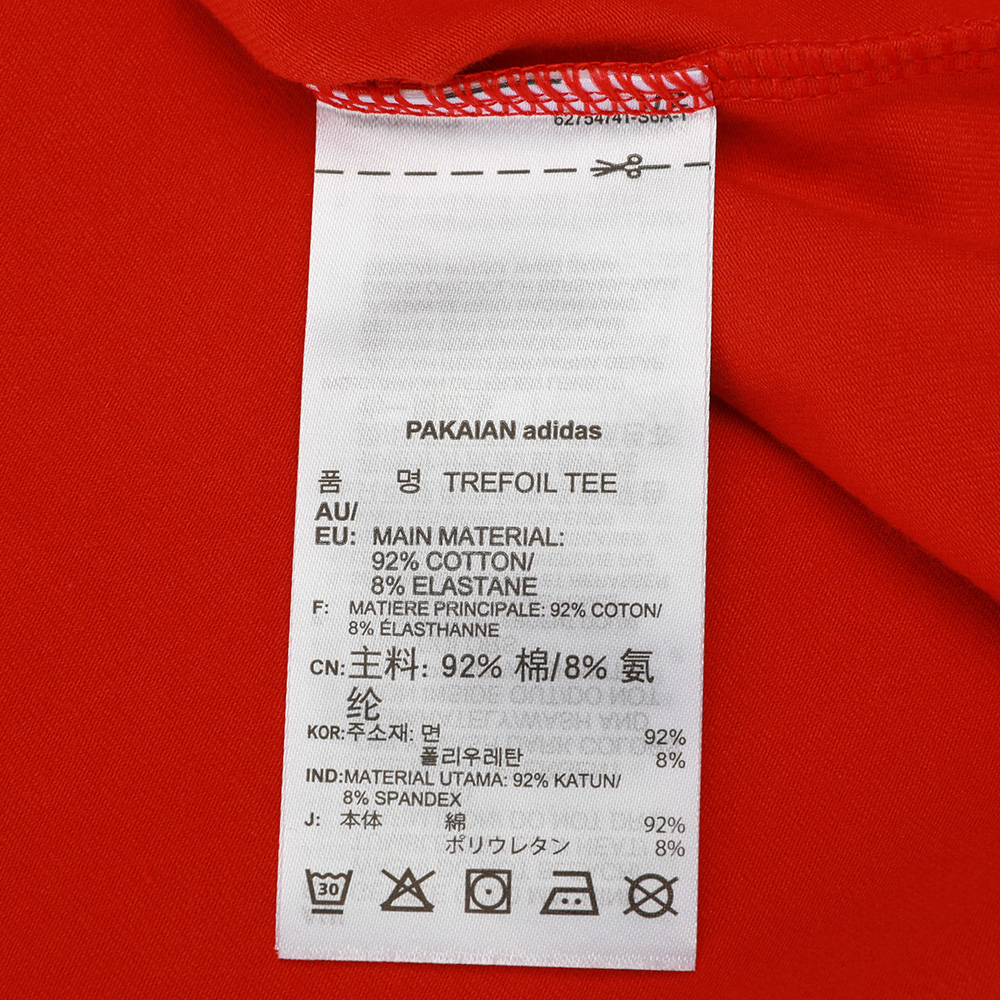 PAKAIAN adidas
품 명 TREFOIL TEE
AU/
EU: MAIN MATERIAL:
92% COTTON/
8% ELASTANE
F: MATIERE PRINCIPALE: 92% COTON/
8% ÉLASTHANNE
CN:主料: 92% 棉/8% 氨
纶
KOR:주소재: 면 92%
폴리우레탄 8%
IND:MATERIAL UTAMA: 92% KATUN/
8% SPANDEX
J: 本体 綿 92%
ポリウレタン 8%
30